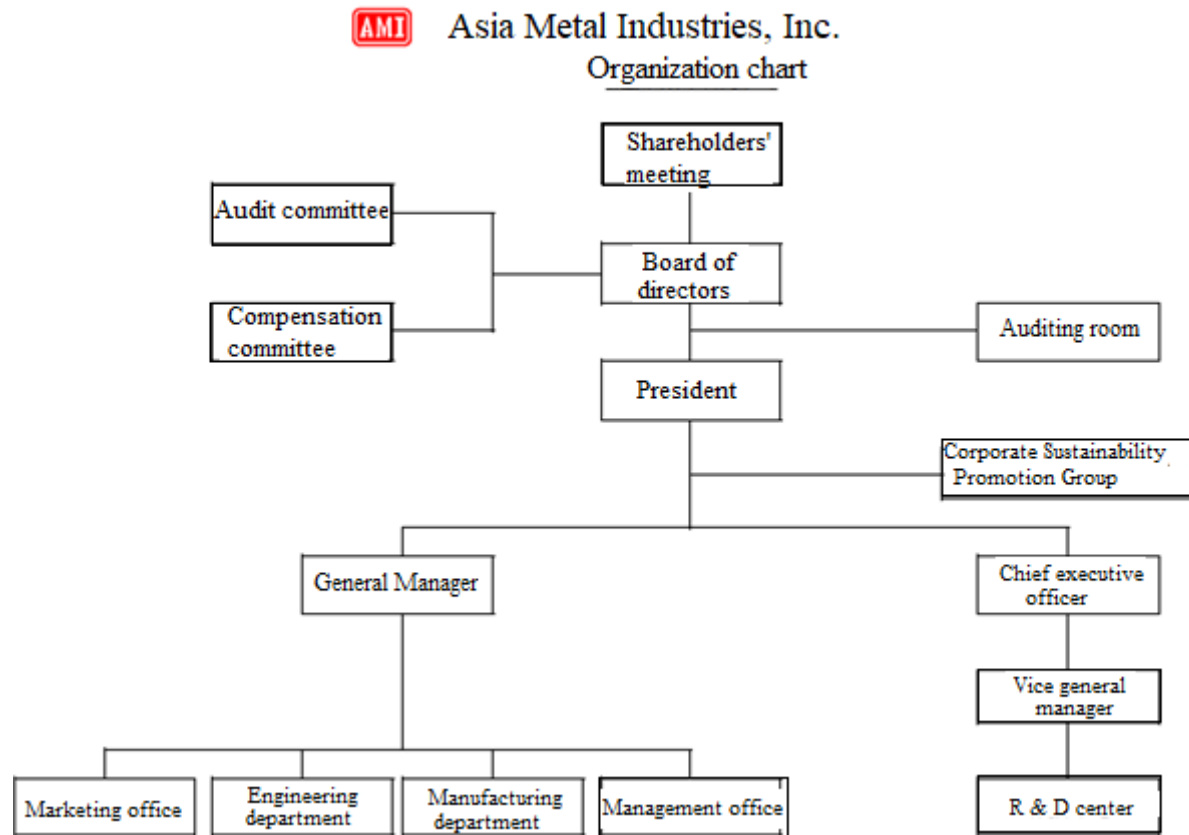 AMI Asia Metal Industries, Inc.
Organization chart
Shareholders'
meeting
Audit committee
Board of
directors
Compensation
committee
Auditing room
President
Corporate Sustainability
Promotion Group
General Manager
Chief executive
officer
Vice general
manager
Marketing office
Engineering
department
Manufacturing
department
Management office
R & D center